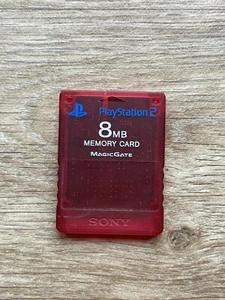 PlayStation 2
8MB
MEMORY CARD
MAGICGATE
SONY